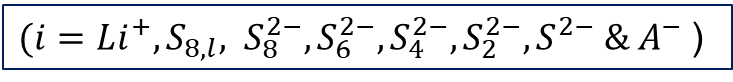 (i = Li⁺, S₈,ₗ, S₈²⁻, S₆²⁻, S₄²⁻, S₂²⁻, S²⁻ & A⁻ )